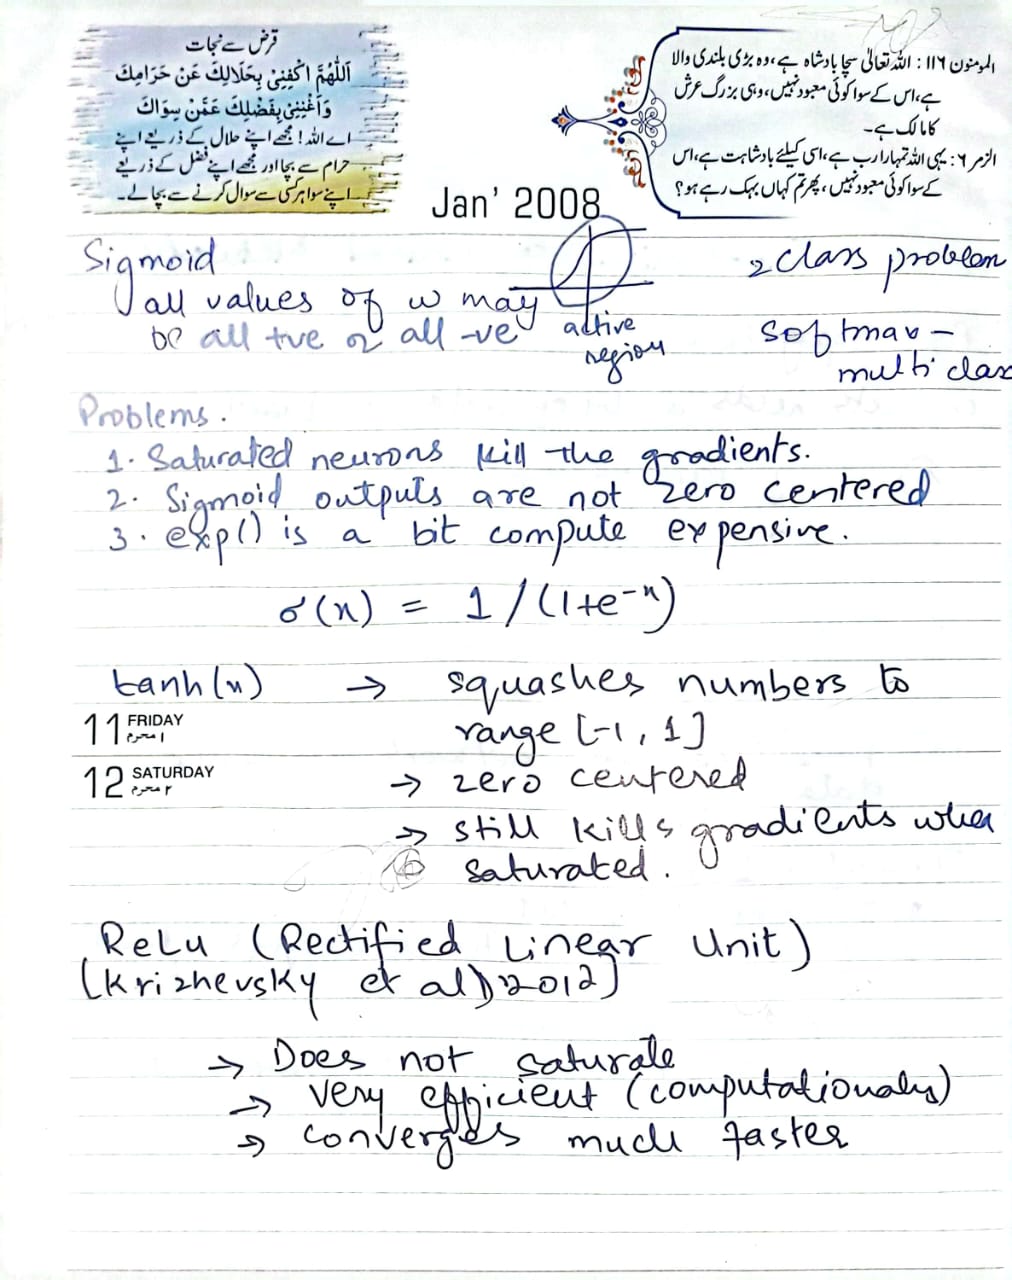 قرض سے نجات
اَللّٰهُمَّ اكْفِنِيْ بِحَلَالِكَ عَنْ حَرَامِكَ
وَاَغْنِنِيْ بِفَضْلِكَ عَمَّنْ سِوَاكَ
اے اللہ! مجھے اپنے حلال کے ذریعے اپنے
حرام سے بچا اور مجھے اپنے فضل کے ذریعے
اپنے سوا ہر کسی سے سوال کرنے سے بچا لے۔
المومنون ۱۱۶: اللہ تعالیٰ سچا بادشاہ ہے، وہ بڑی بلندی والا
ہے، اس کے سوا کوئی معبود نہیں، وہی بزرگ عرش
کا مالک ہے۔
الزمر ۶: یہی اللہ تمہارا رب ہے، اسی کیلئے بادشاہت ہے، اس
کے سوا کوئی معبود نہیں، پھر تم کہاں بہک رہے ہو؟
Jan' 2008
Sigmoid
all values of w may
be all +ve or all -ve
active
region
2 class problem
Softmax -
multi class
Problems.
1. Saturated neurons kill the gradients.
2. Sigmoid outputs are not zero centered
3. exp() is a bit compute expensive.
σ(x) = 1 / (1+e⁻ˣ)
tanh(x) → squashes numbers to
11 FRIDAY
۱ محرم
range [-1, 1]
12 SATURDAY
۲ محرم
→ zero centered
→ still kills gradients when
saturated.
ReLu (Rectified Linear Unit)
[Krizhevsky et al, 2012]
→ Does not saturate
→ very efficient (computationaly)
→ converges much faster